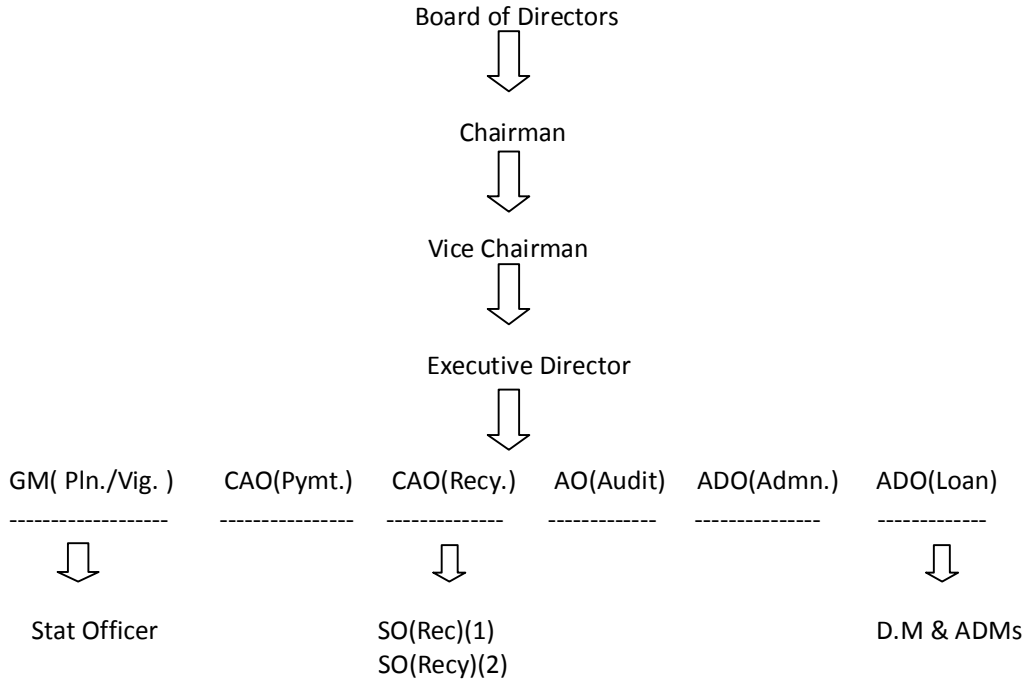 Board of Directors
Chairman
Vice Chairman
Executive Director
GM( Pln./Vig. ) CAO(Pymt.) CAO(Recy.) AO(Audit) ADO(Admn.) ADO(Loan)
------------------- ---------------- -------------- ------------- --------------- -------------
Stat Officer SO(Rec)(1) D.M & ADMs
SO(Recy)(2)